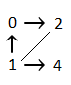 0 → 2
↑
1 → 4